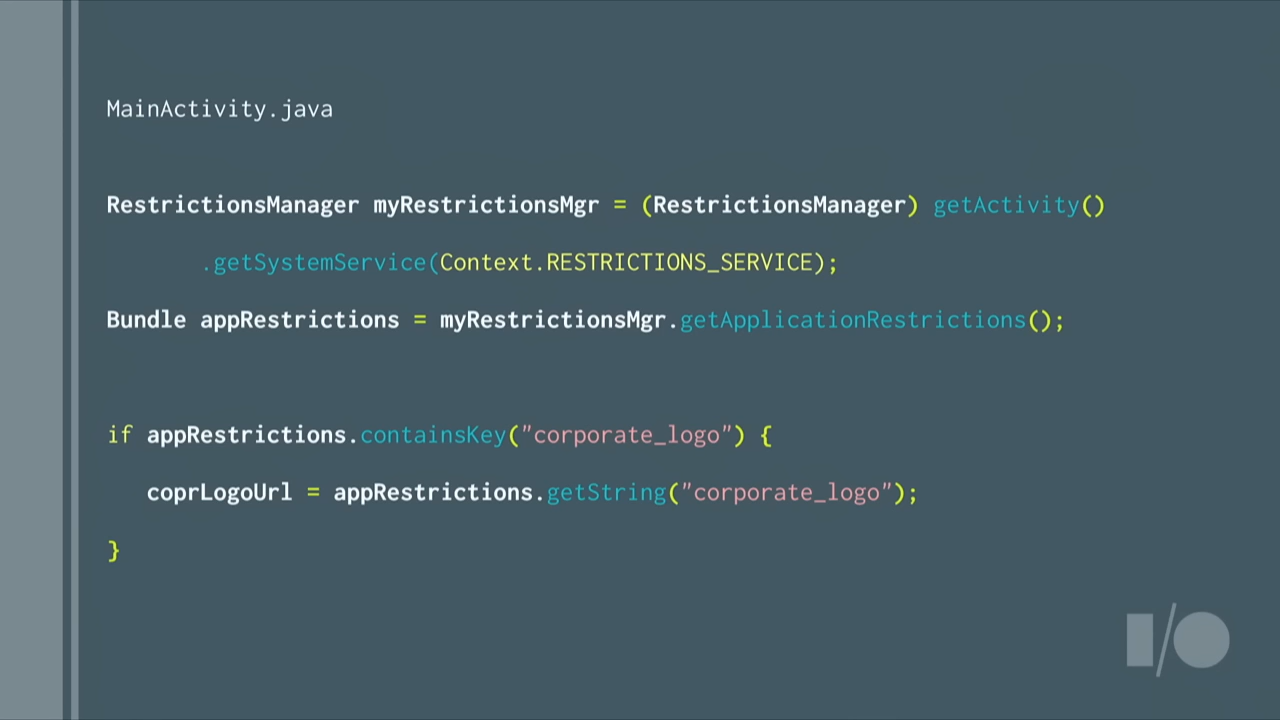 MainActivity.java
RestrictionsManager myRestrictionsMgr = (RestrictionsManager) getActivity()
.getSystemService(Context.RESTRICTIONS_SERVICE);
Bundle appRestrictions = myRestrictionsMgr.getApplicationRestrictions();
if appRestrictions.containsKey("corporate_logo") {
coprLogoUrl = appRestrictions.getString("corporate_logo");
}
I/O